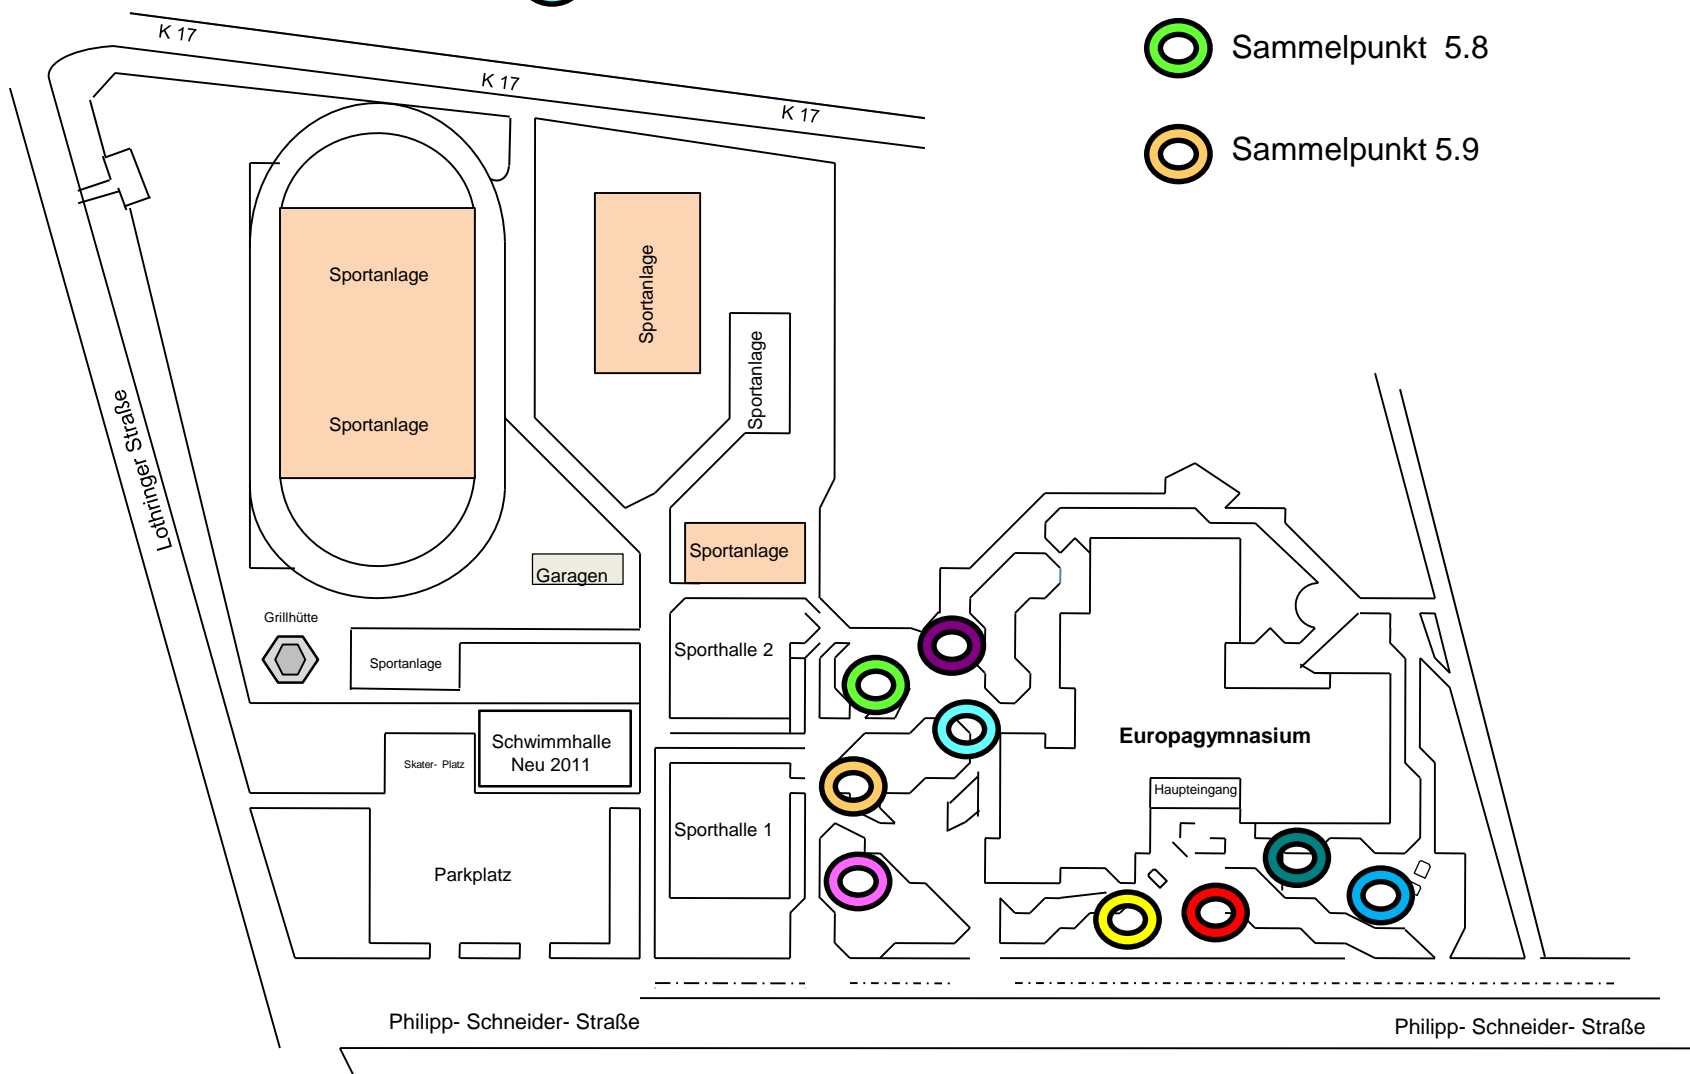 K 17
K 17
K 17
Sammelpunkt 5.8
Sammelpunkt 5.9
Sportanlage
Sportanlage
Sportanlage
Sportanlage
Lothringer Straße
Sportanlage
Garagen
Grillhütte
Sportanlage
Sporthalle 2
Schwimmhalle
Neu 2011
Skater- Platz
Europagymnasium
Haupteingang
Sporthalle 1
Parkplatz
Philipp- Schneider- Straße
Philipp- Schneider- Straße